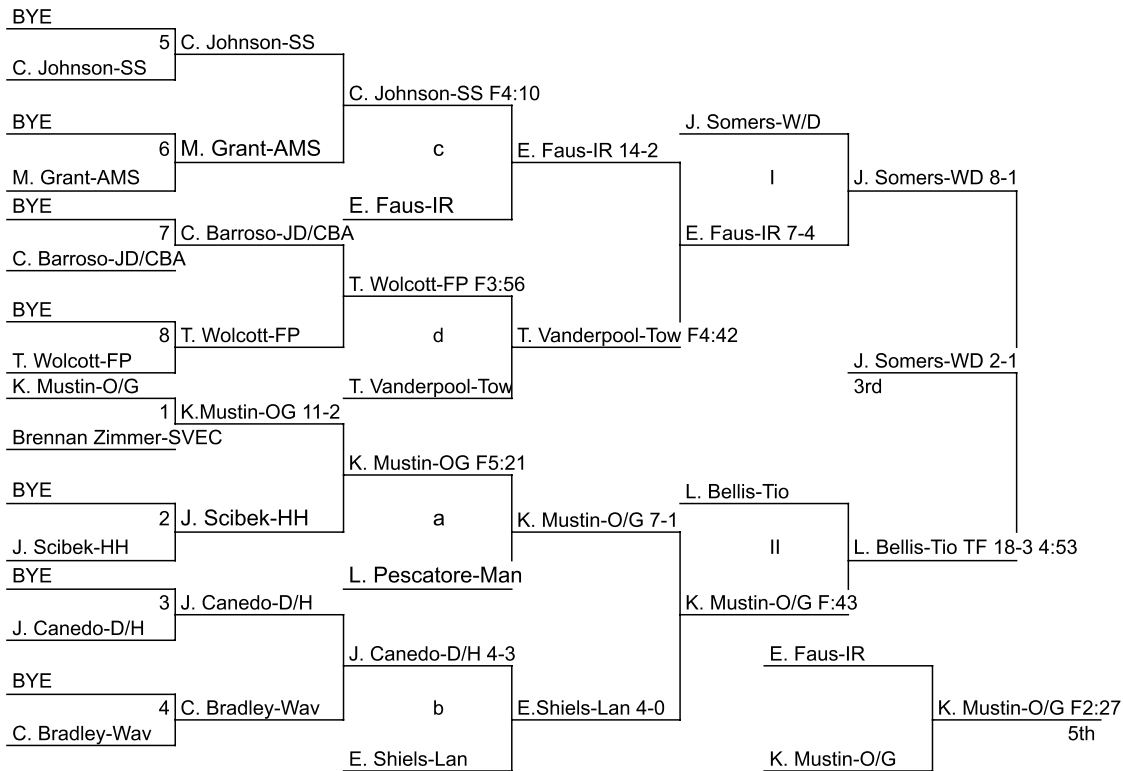 BYE
5 C. Johnson-SS
C. Johnson-SS
C. Johnson-SS F4:10
BYE
J. Somers-W/D
6 M. Grant-AMS
c
E. Faus-IR 14-2
M. Grant-AMS
I
J. Somers-WD 8-1
BYE
E. Faus-IR
7 C. Barroso-JD/CBA
E. Faus-IR 7-4
C. Barroso-JD/CBA
T. Wolcott-FP F3:56
BYE
8 T. Wolcott-FP
d
T. Vanderpool-Tow F4:42
T. Wolcott-FP
J. Somers-WD 2-1
K. Mustin-O/G
T. Vanderpool-Tow
3rd
1 K.Mustin-OG 11-2
Brennan Zimmer-SVEC
K. Mustin-OG F5:21
BYE
L. Bellis-Tio
2 J. Scibek-HH
a
K. Mustin-O/G 7-1
J. Scibek-HH
II
L. Bellis-Tio TF 18-3 4:53
BYE
L. Pescatore-Man
3 J. Canedo-D/H
K. Mustin-O/G F:43
J. Canedo-D/H
J. Canedo-D/H 4-3
E. Faus-IR
BYE
4 C. Bradley-Wav
b
E.Shiels-Lan 4-0
K. Mustin-O/G F2:27
C. Bradley-Wav
5th
E. Shiels-Lan
K. Mustin-O/G